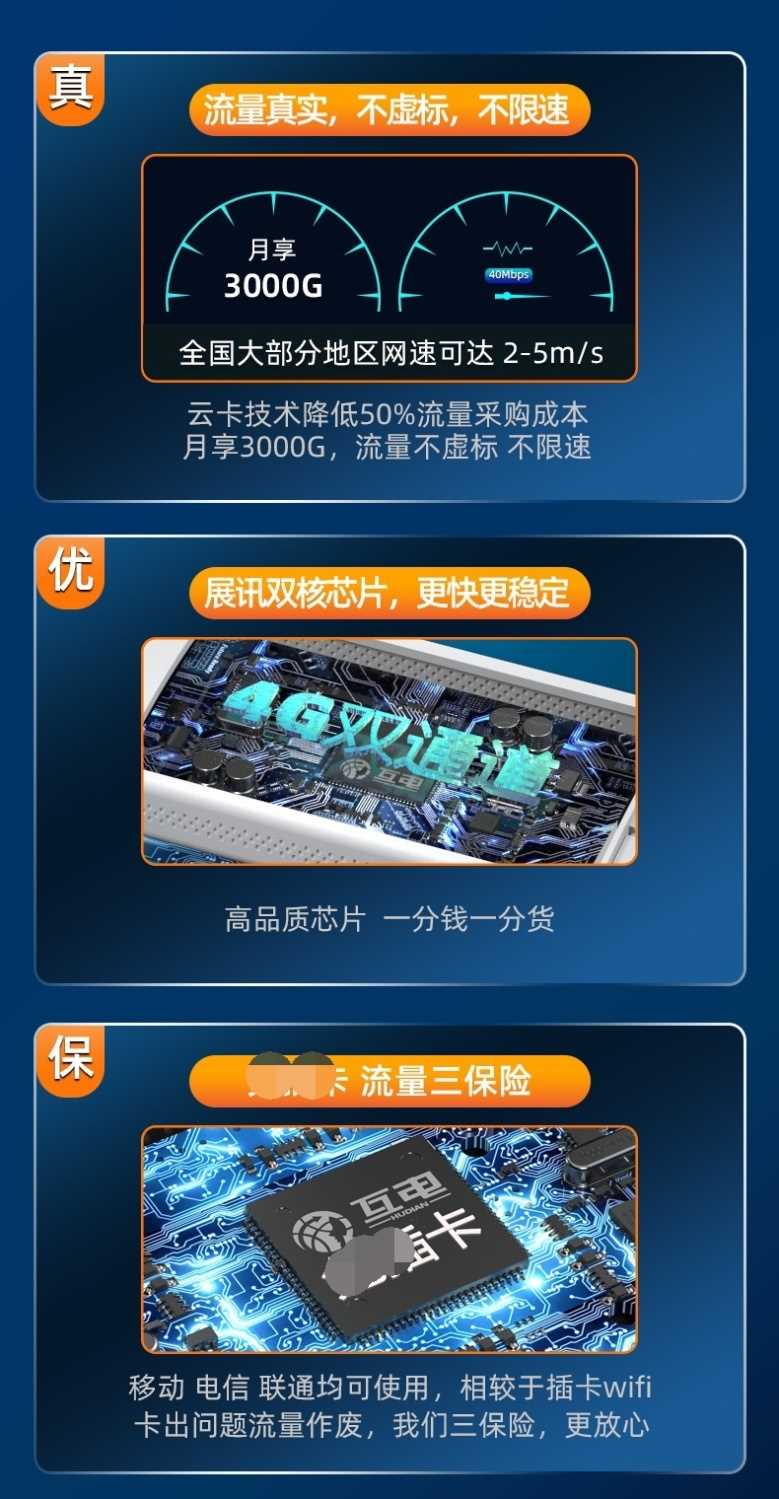 真
流量真实，不虚标，不限速
月享
3000G
40Mbps
全国大部分地区网速可达 2-5m/s
云卡技术降低50%流量采购成本
月享3000G，流量不虚标 不限速
优
展讯双核芯片，更快更稳定
4G双通道
互电
高品质芯片 一分钱一分货
保
卡 流量三保险
互电
HUDIAN
插卡
移动 电信 联通均可使用，相较于插卡wifi
卡出问题流量作废，我们三保险，更放心